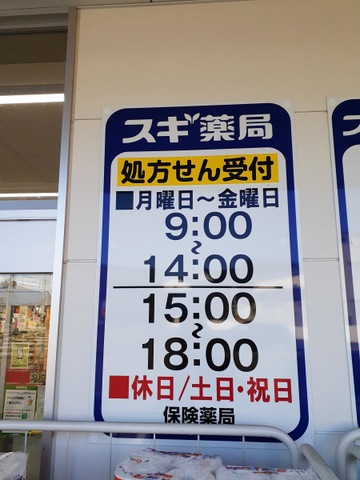 スギ薬局
処方せん受付
■月曜日～金曜日
9:00
～
14:00
15:00
～
18:00
■休日/土日・祝日
保険薬局